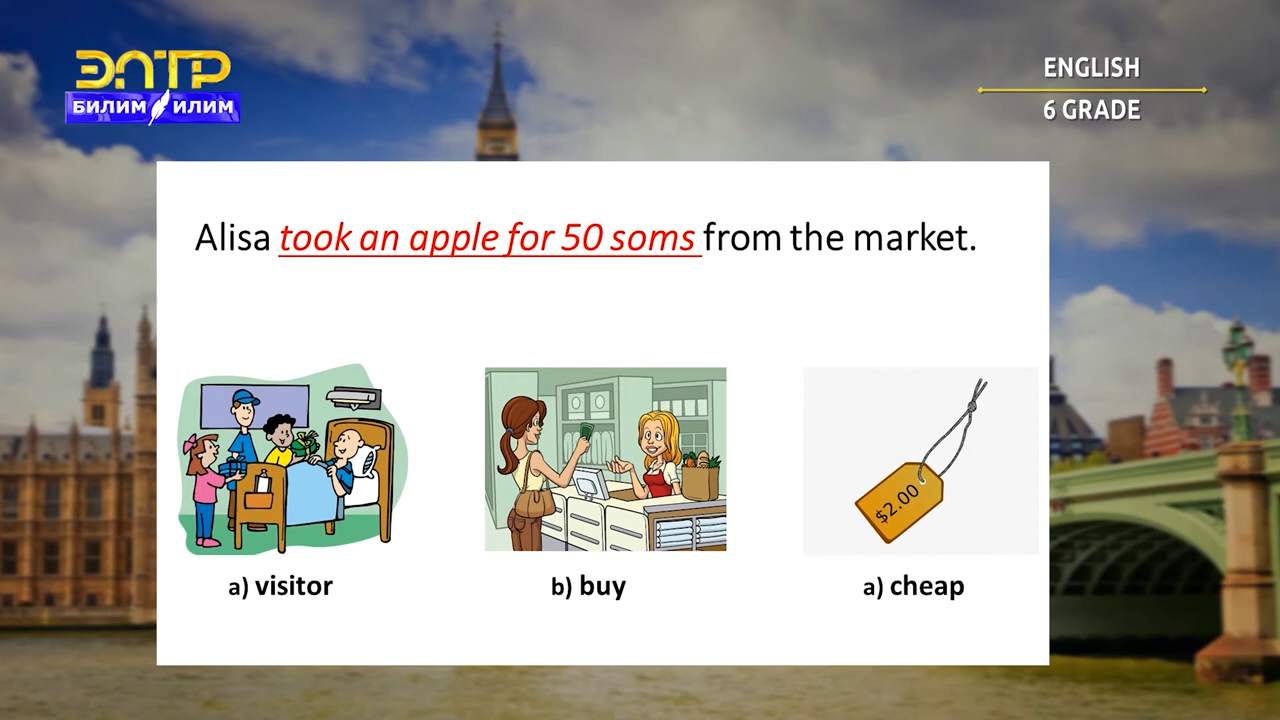 ЭЛТР
БИЛИМ ИЛИМ
ENGLISH
6 GRADE
Alisa took an apple for 50 soms from the market.
$2.00
a) visitor
b) buy
a) cheap